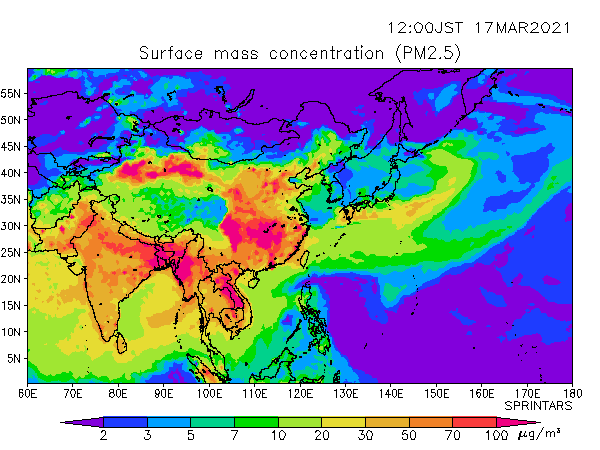 12:00JST 17MAR2021
Surface mass concentration (PM2.5)
55N
50N
45N
40N
35N
30N
25N
20N
15N
10N
5N
60E 70E 80E 90E 100E 110E 120E 130E 140E 150E 160E 170E 180
SPRINTARS
2 3 5 7 10 20 30 50 70 100 μg/m³